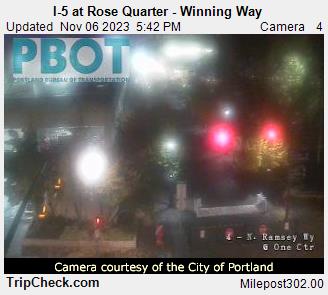 I-5 at Rose Quarter - Winning Way
Updated Nov 06 2023 5:42 PM Camera 4
PBOT
PORTLAND BUREAU OF TRANSPORTATION
4 - N. Ramsey Wy
@ One Ctr
Camera courtesy of the City of Portland
TripCheck.com Milepost302.00